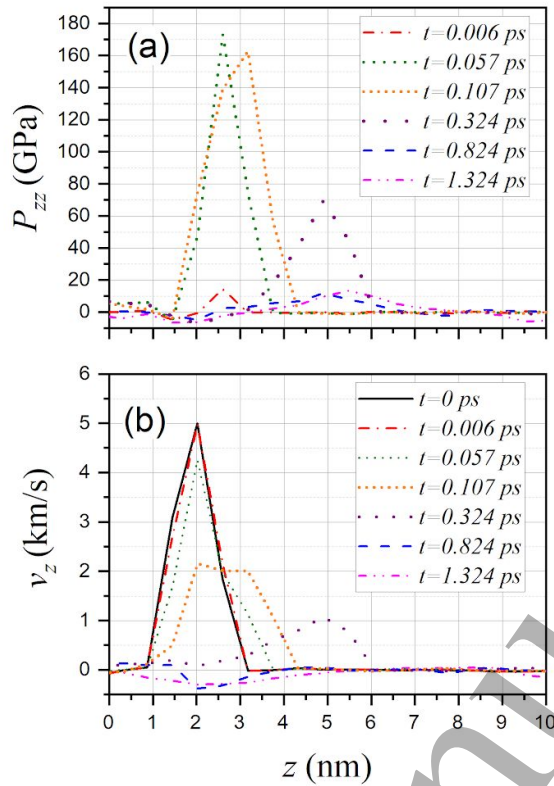 (a)
P_zz (GPa)
180
160
140
120
100
80
60
40
20
0
t=0.006 ps
t=0.057 ps
t=0.107 ps
t=0.324 ps
t=0.824 ps
t=1.324 ps
(b)
v_z (km/s)
6
5
4
3
2
1
0
t=0 ps
t=0.006 ps
t=0.057 ps
t=0.107 ps
t=0.324 ps
t=0.824 ps
t=1.324 ps
0 1 2 3 4 5 6 7 8 9 10
z (nm)